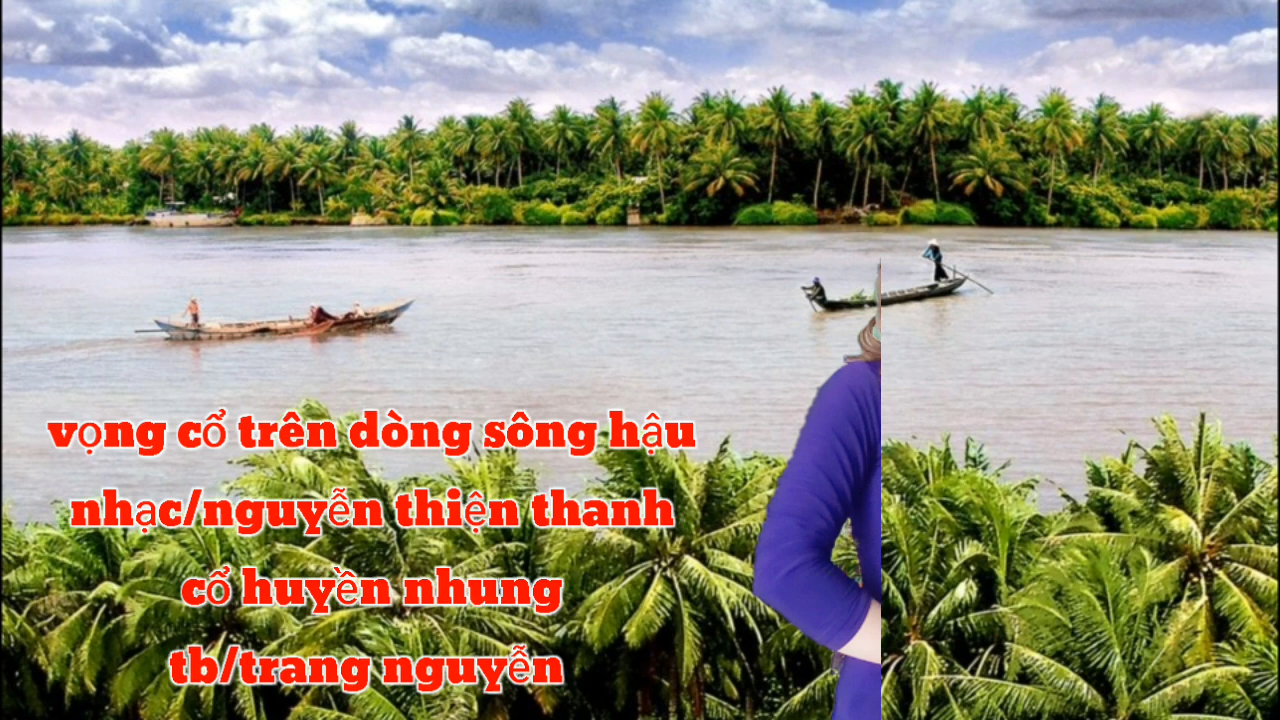 vọng cổ trên dòng sông hậu
nhạc/nguyễn thiện thanh
cổ huyền nhung
tb/trang nguyễn